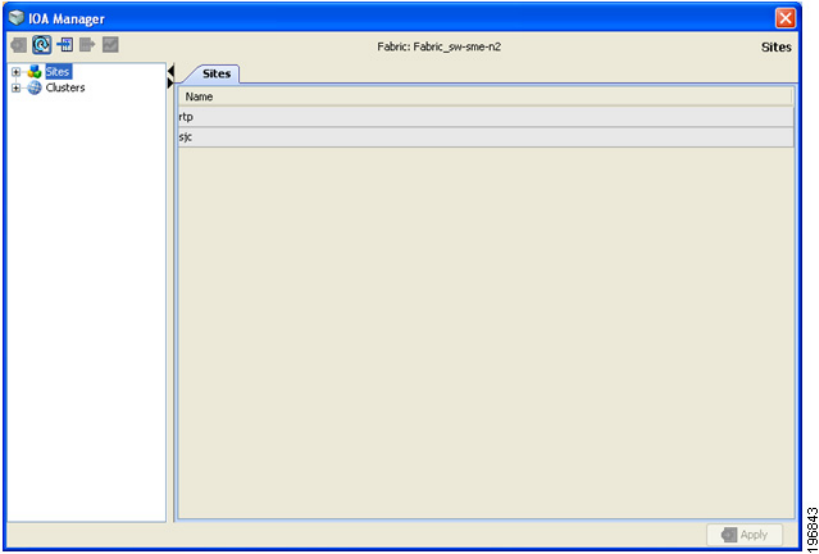 IOA Manager
Fabric: Fabric_sw-sme-n2
Sites
Sites
Clusters
Sites
Name
rtp
sjc
Apply
196843